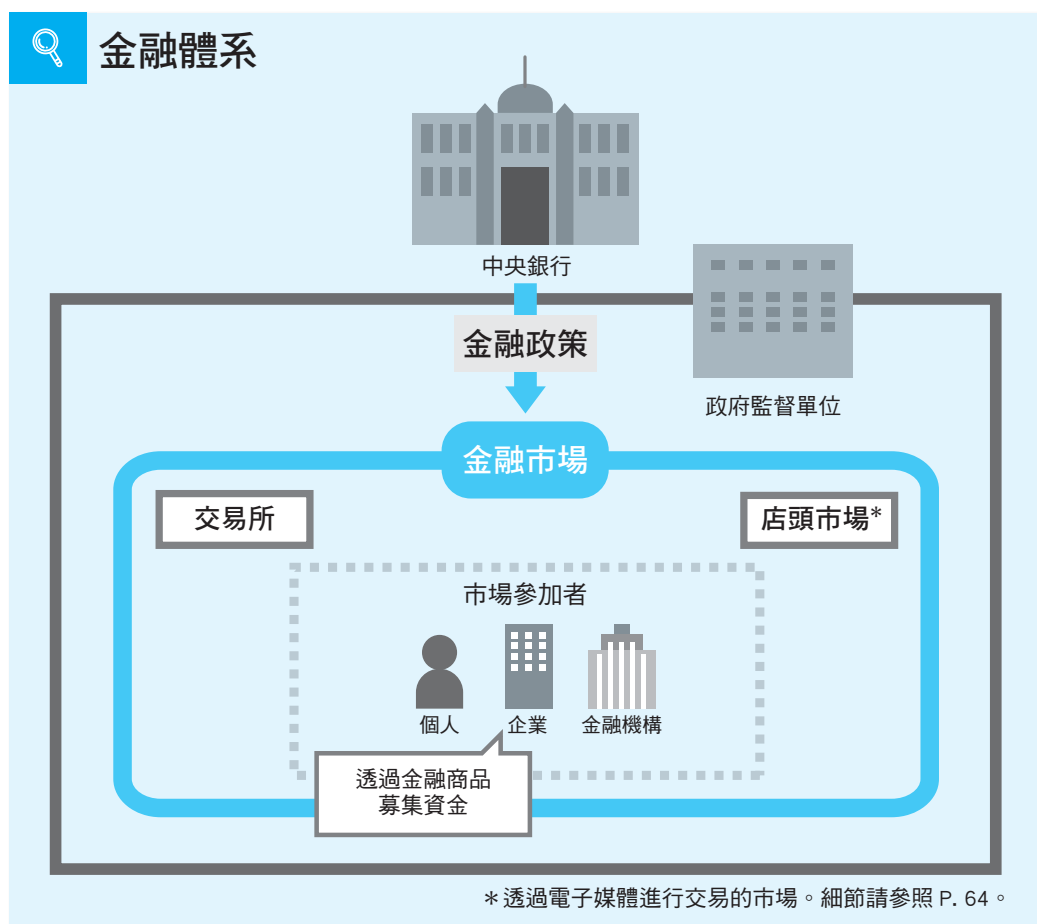 金融體系
中央銀行
金融政策
政府監督單位
金融市場
交易所
店頭市場*
市場參加者
個人
企業
金融機構
透過金融商品
募集資金
*透過電子媒體進行交易的市場。細節請參照 P. 64。